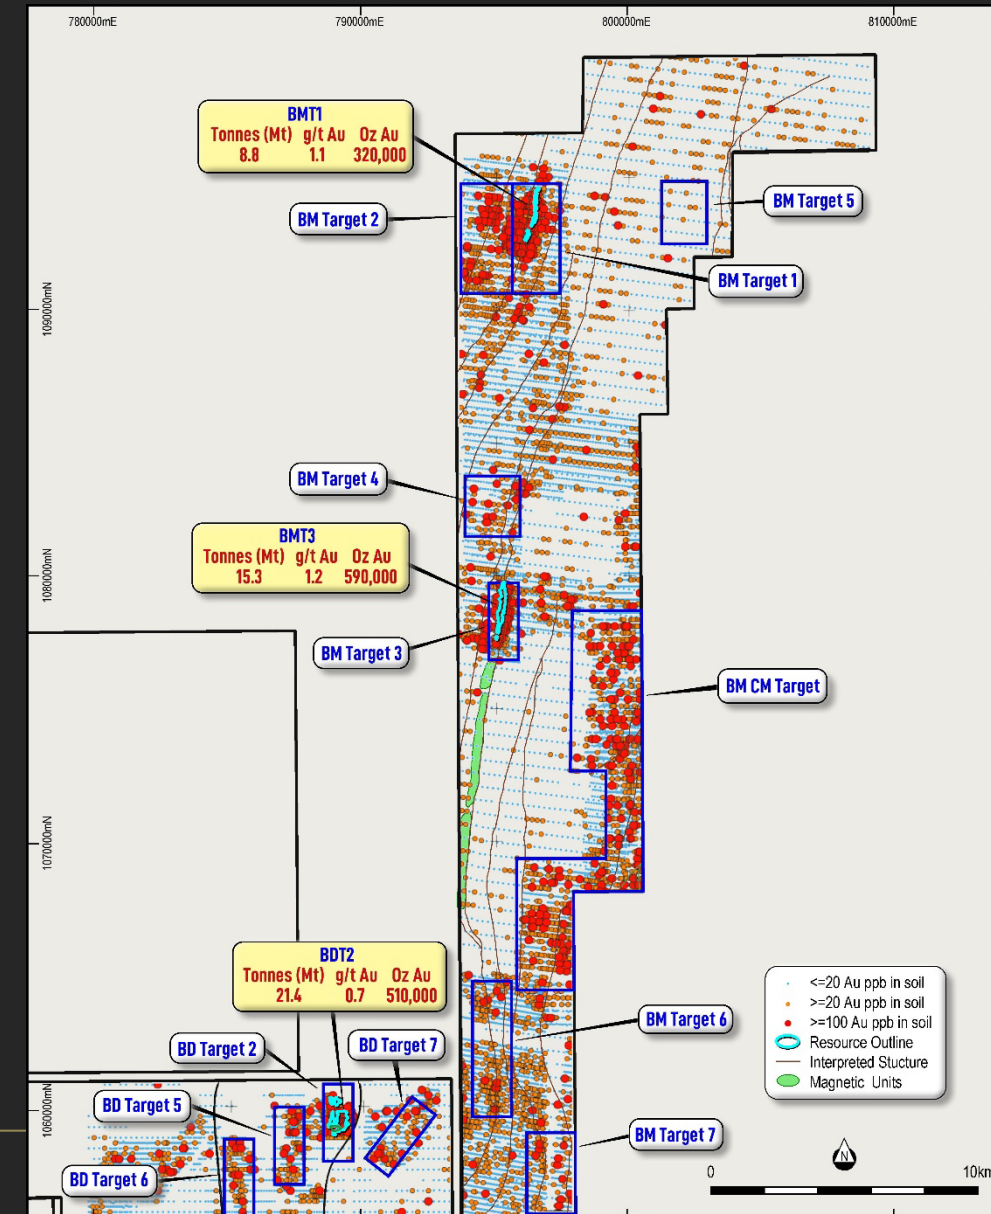 780000mE
790000mE
800000mE
810000mE
BMT1
Tonnes (Mt) g/t Au Oz Au
8.8 1.1 320,000
BM Target 5
BM Target 2
BM Target 1
1090000mN
BM Target 4
BMT3
Tonnes (Mt) g/t Au Oz Au
15.3 1.2 590,000
1080000mN
BM Target 3
BM CM Target
1070000mN
BDT2
Tonnes (Mt) g/t Au Oz Au
21.4 0.7 510,000
<=20 Au ppb in soil
>=20 Au ppb in soil
>=100 Au ppb in soil
Resource Outline
Interpreted Stucture
Magnetic Units
BM Target 6
BD Target 2
BD Target 7
1060000mN
BD Target 5
BM Target 7
BD Target 6
N
0 10km